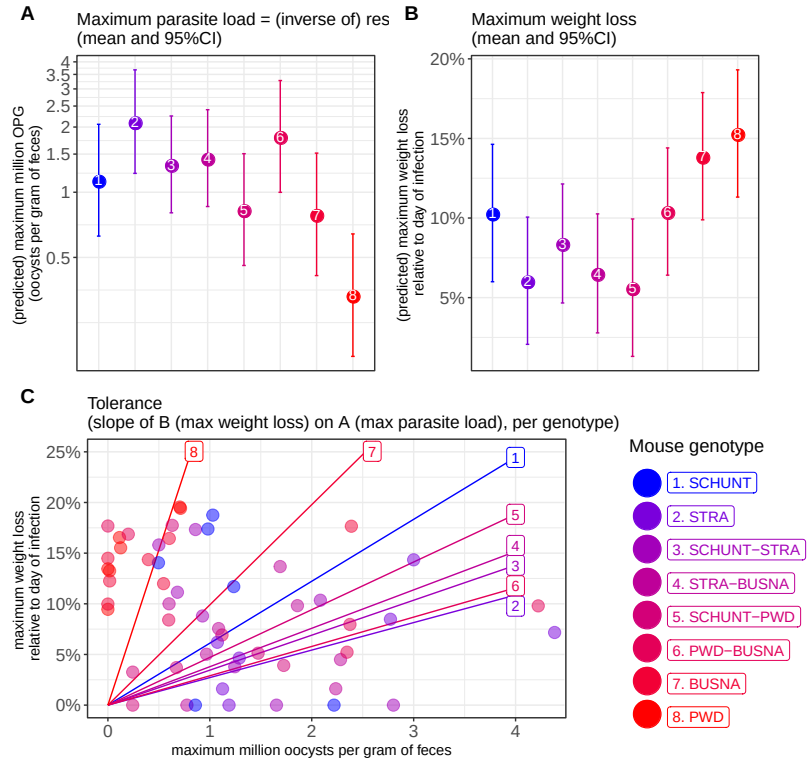 A
Maximum parasite load = (inverse of) res
(mean and 95%CI)
(predicted) maximum million OPG
(oocysts per gram of feces)
4
3.5
3
2.5
2
1.5
1
0.5
1
2
3
4
5
6
7
8
B
Maximum weight loss
(mean and 95%CI)
(predicted) maximum weight loss
relative to day of infection
20%
15%
10%
5%
1
2
3
4
5
6
7
8
C
Tolerance
(slope of B (max weight loss) on A (max parasite load), per genotype)
maximum weight loss
relative to day of infection
25%
20%
15%
10%
5%
0%
8
7
1
5
4
3
6
2
0
1
2
3
4
maximum million oocysts per gram of feces
Mouse genotype
1. SCHUNT
2. STRA
3. SCHUNT−STRA
4. STRA−BUSNA
5. SCHUNT−PWD
6. PWD−BUSNA
7. BUSNA
8. PWD